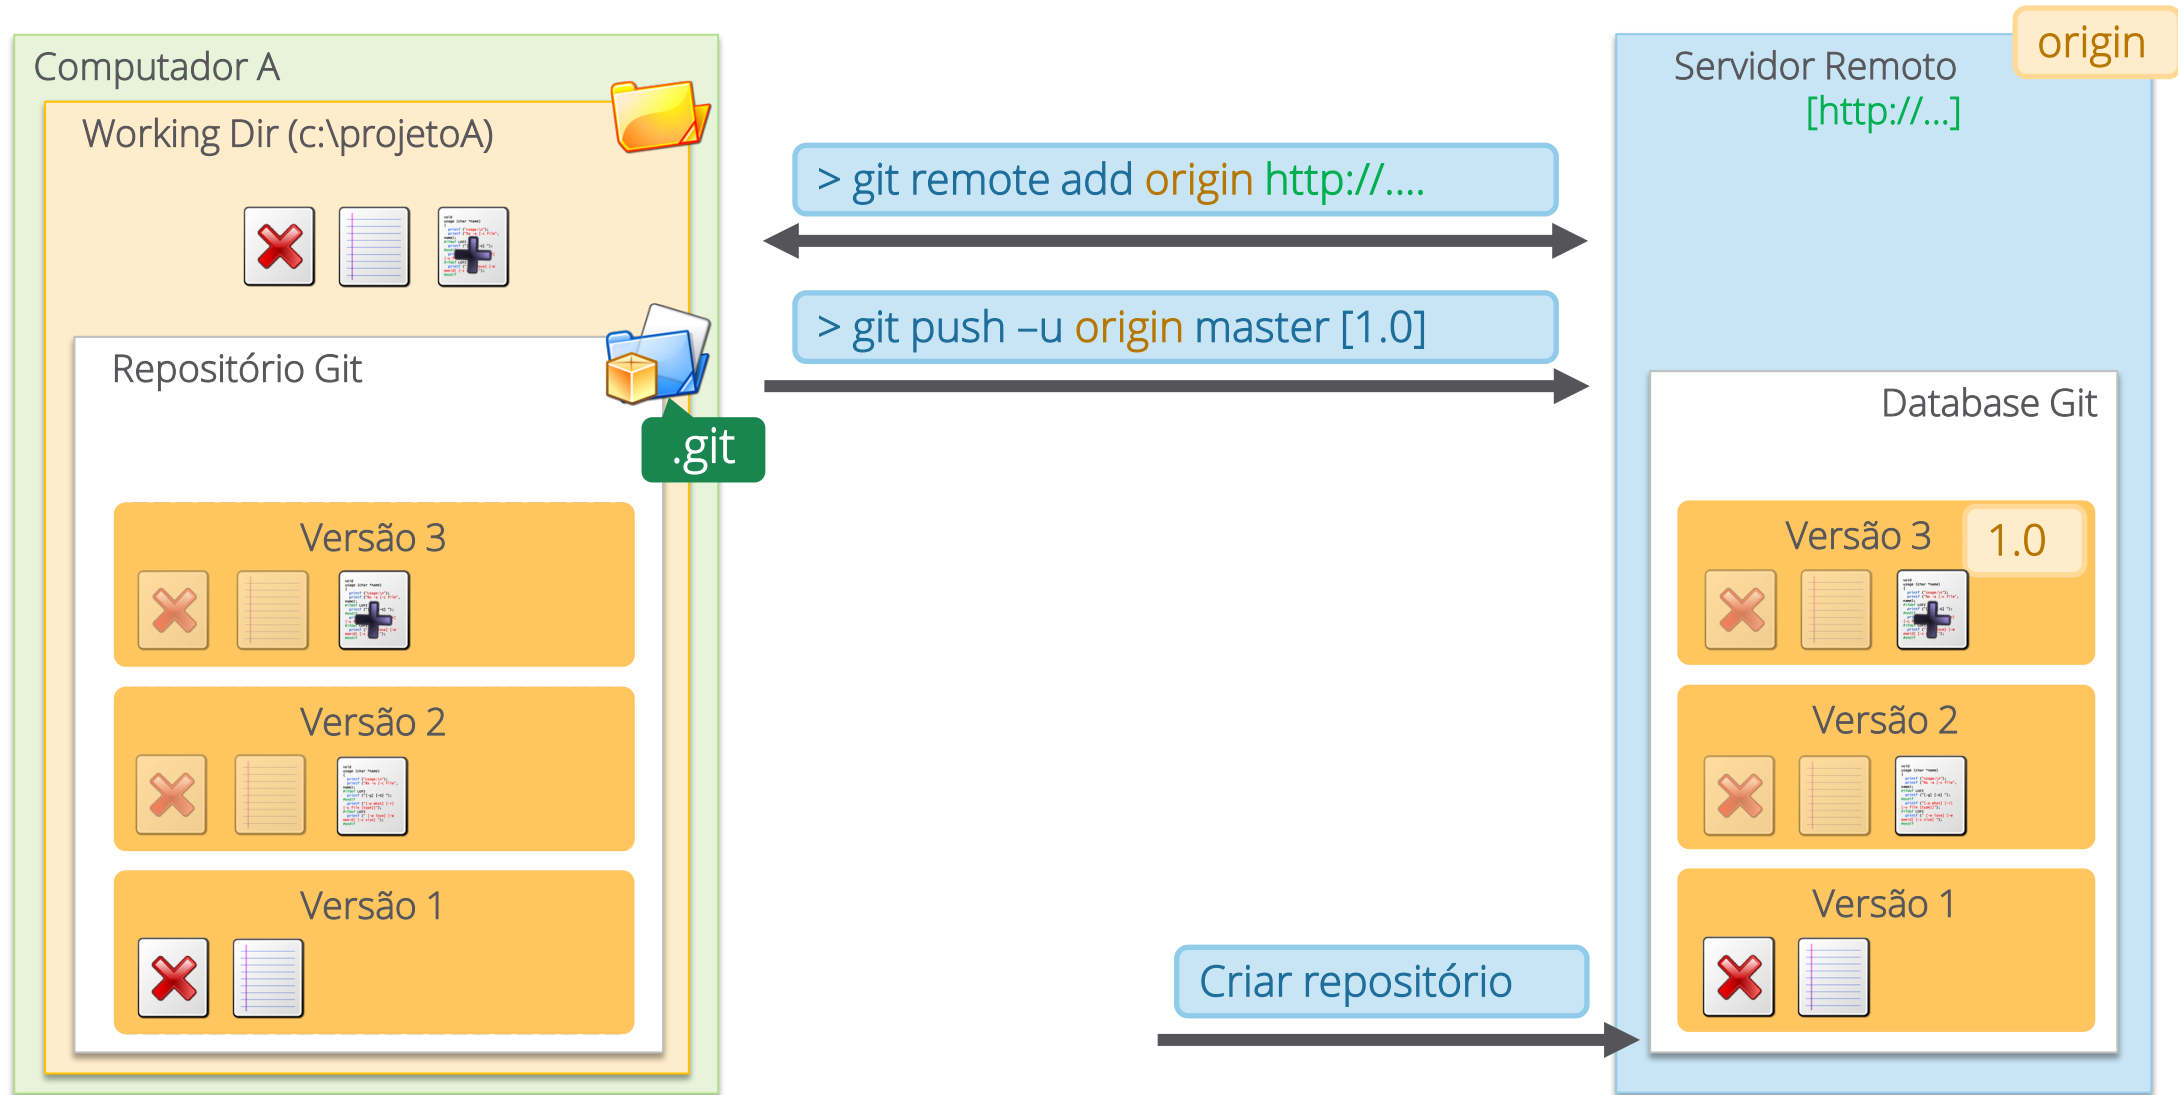 Computador A
Working Dir (c:\projetoA)
Repositório Git
.git
Versão 3
Versão 2
Versão 1
> git remote add origin http://....
> git push –u origin master [1.0]
Criar repositório
origin
Servidor Remoto
[http://...]
Database Git
Versão 3
1.0
Versão 2
Versão 1